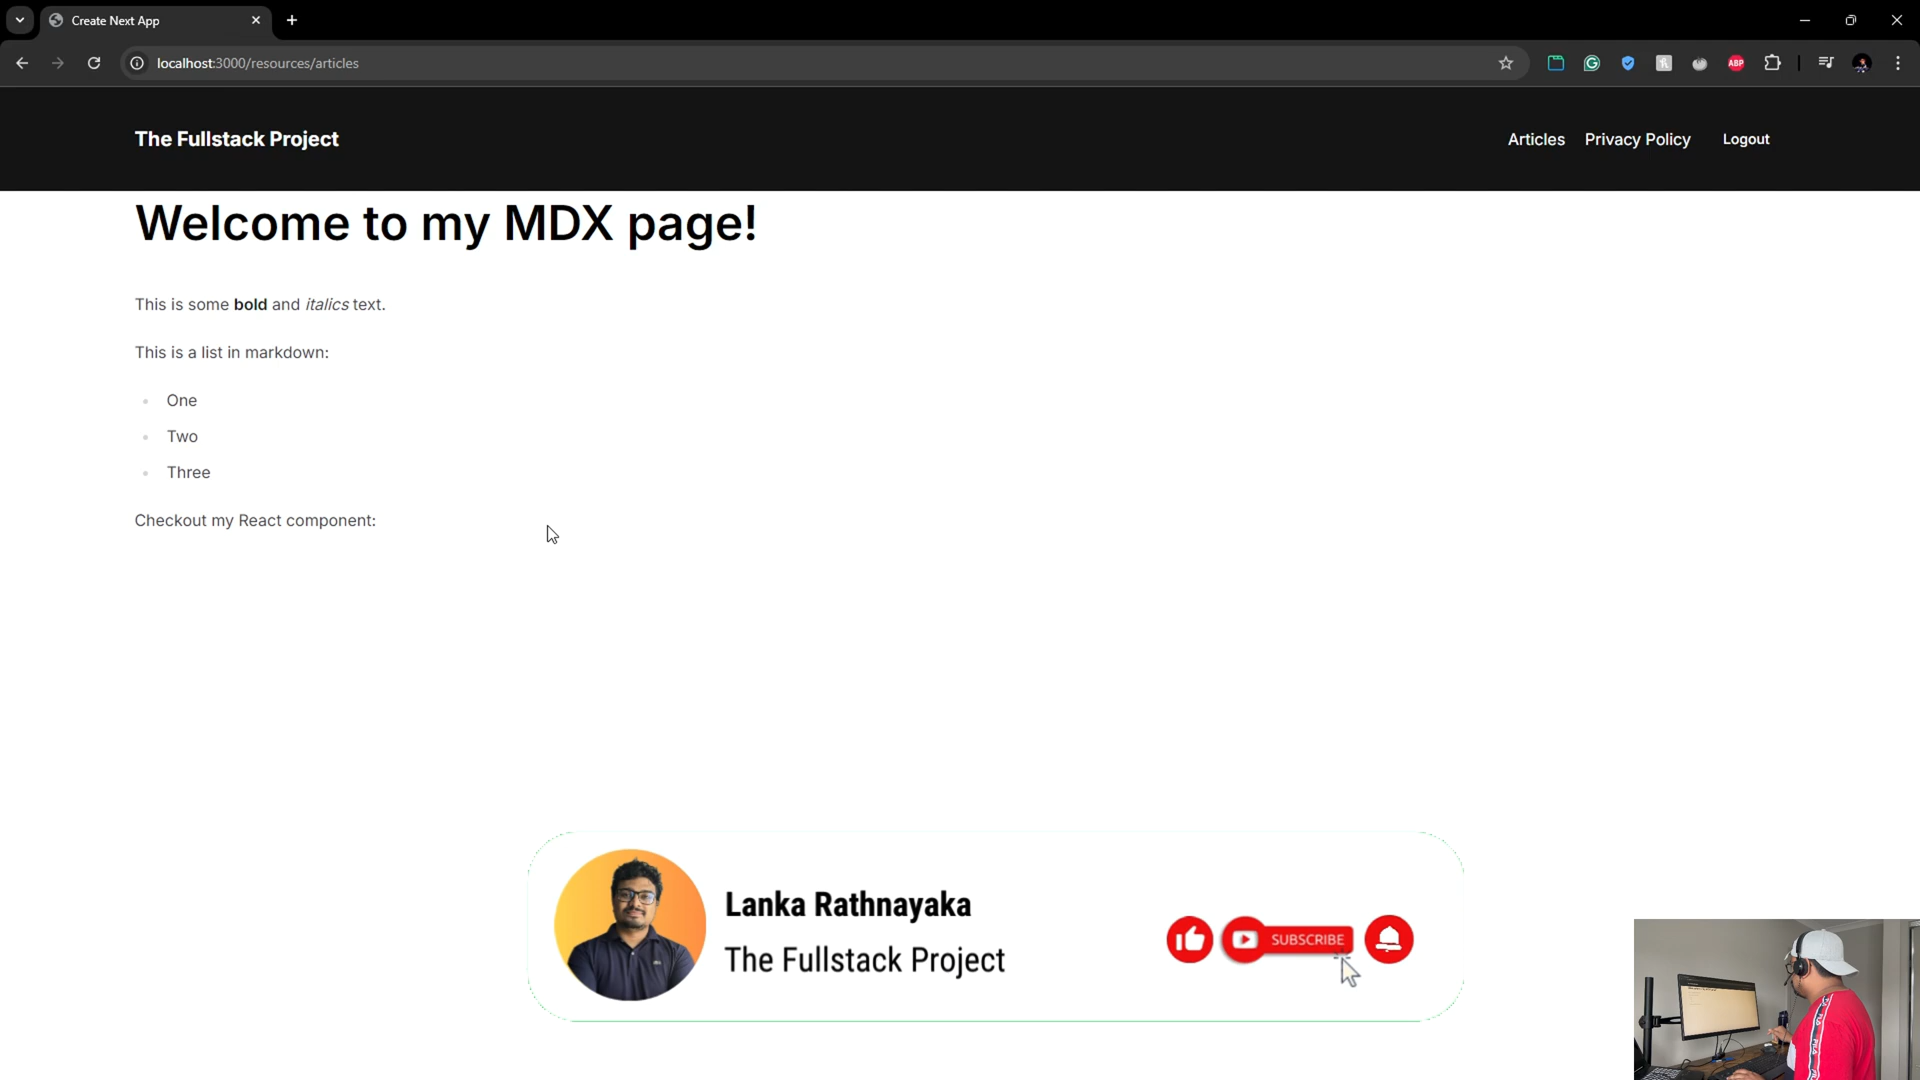 Create Next App
localhost:3000/resources/articles
ABP
The Fullstack Project
Articles
Privacy Policy
Logout
Welcome to my MDX page!
This is some bold and italics text.
This is a list in markdown:
One
Two
Three
Checkout my React component:
Lanka Rathnayaka
The Fullstack Project
SUBSCRIBE